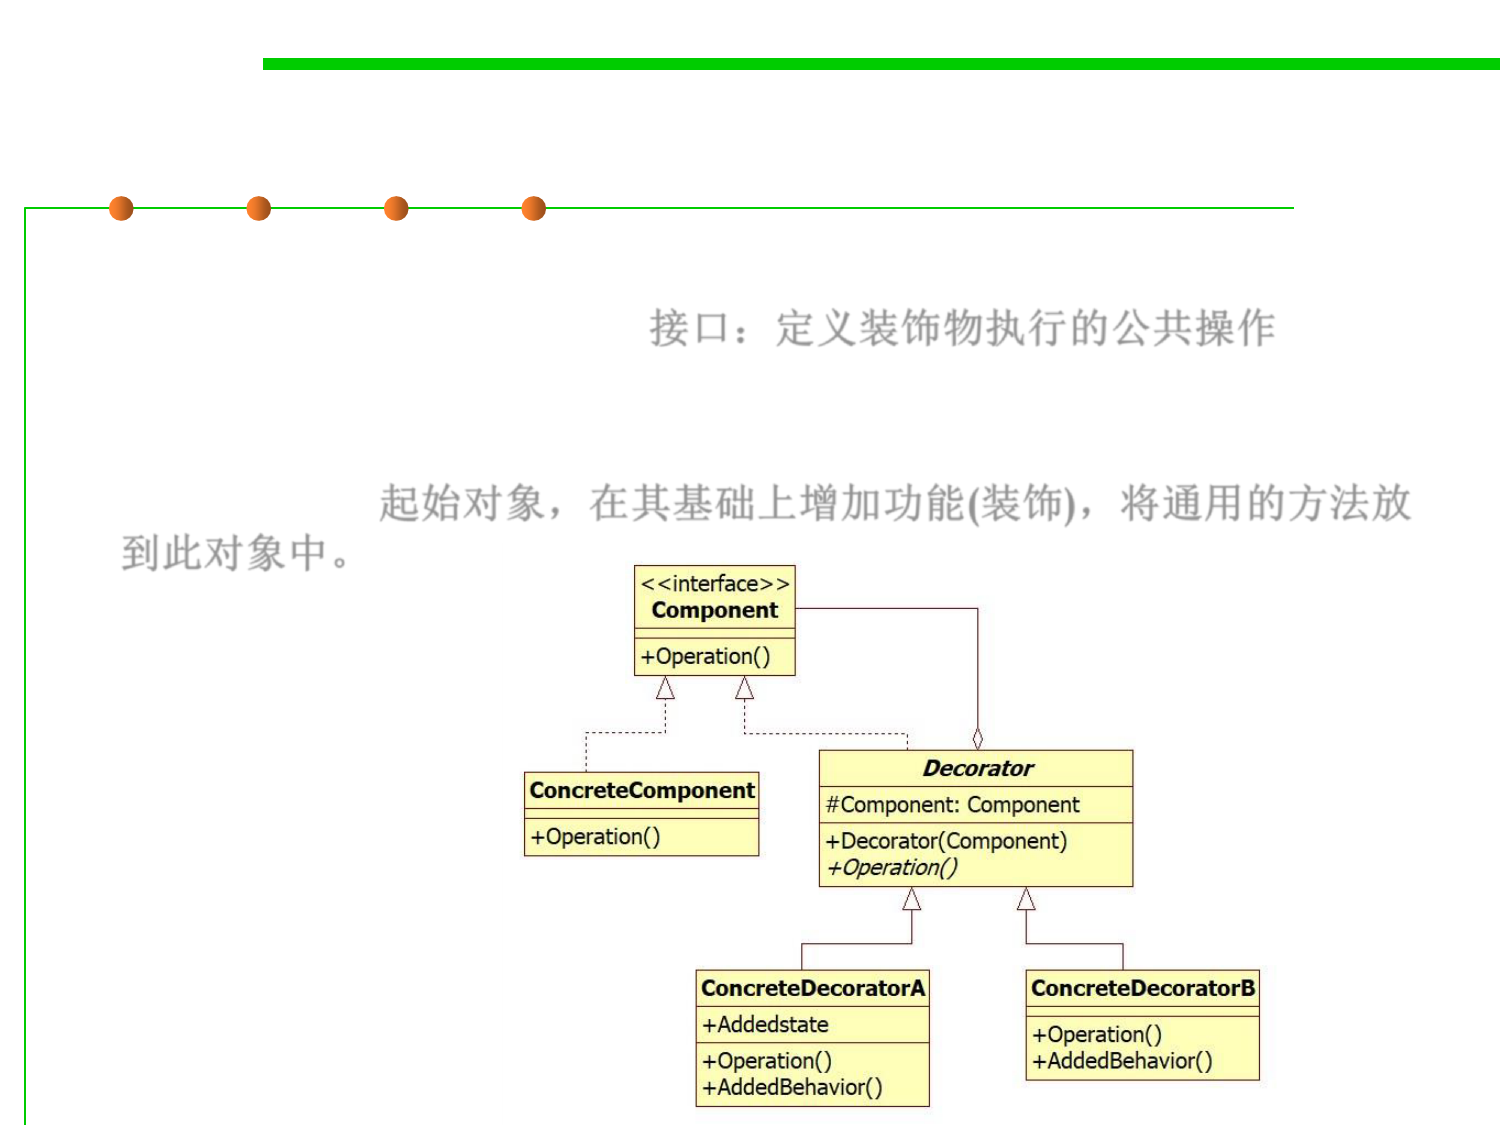 接口：定义装饰物执行的公共操作
起始对象，在其基础上增加功能(装饰)，将通用的方法放
到此对象中。
<<interface>>
Component
+Operation()
ConcreteComponent
+Operation()
Decorator
#Component: Component
+Decorator(Component)
+Operation()
ConcreteDecoratorA
+Addedstate
+Operation()
+AddedBehavior()
ConcreteDecoratorB
+Operation()
+AddedBehavior()